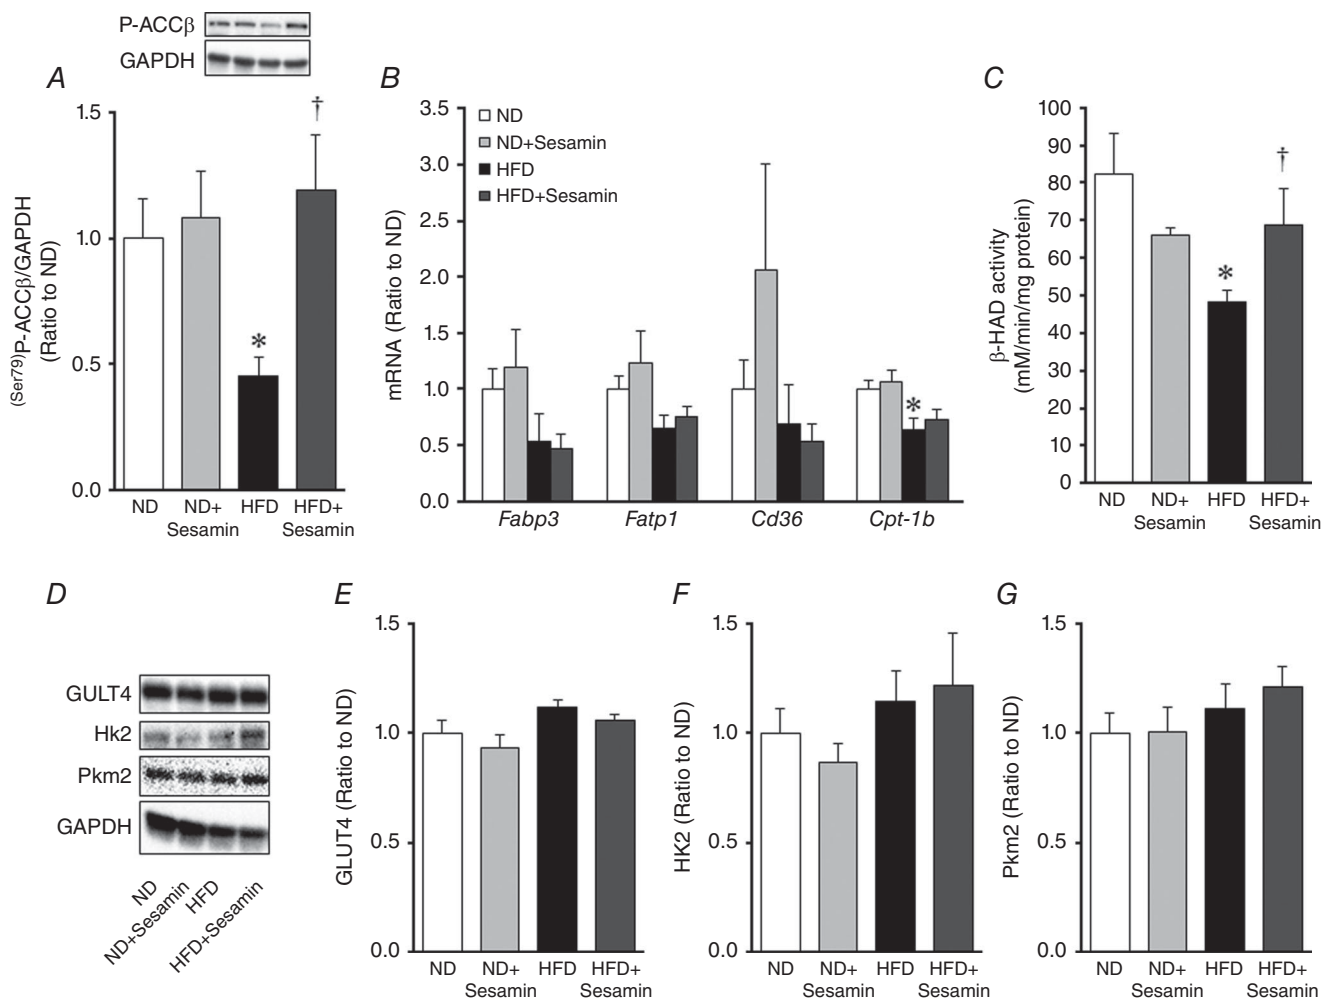 P-ACCβ
GAPDH
A
(Ser79)P-ACCβ/GAPDH
(Ratio to ND)
1.5
1.0
0.5
0.0
*
†
ND
ND+
Sesamin
HFD
HFD+
Sesamin
B
mRNA (Ratio to ND)
3.5
3.0
2.5
2.0
1.5
1.0
0.5
0.0
ND
ND+Sesamin
HFD
HFD+Sesamin
*
Fabp3
Fatp1
Cd36
Cpt-1b
C
β-HAD activity
(mM/min/mg protein)
100
90
80
70
60
50
40
30
20
10
0
*
†
ND
ND+
Sesamin
HFD
HFD+
Sesamin
D
GULT4
Hk2
Pkm2
GAPDH
ND
ND+Sesamin
HFD
HFD+Sesamin
E
GLUT4 (Ratio to ND)
1.5
1.0
0.5
0.0
ND
ND+
Sesamin
HFD
HFD+
Sesamin
F
HK2 (Ratio to ND)
1.5
1.0
0.5
0.0
ND
ND+
Sesamin
HFD
HFD+
Sesamin
G
Pkm2 (Ratio to ND)
1.5
1.0
0.5
0.0
ND
ND+
Sesamin
HFD
HFD+
Sesamin